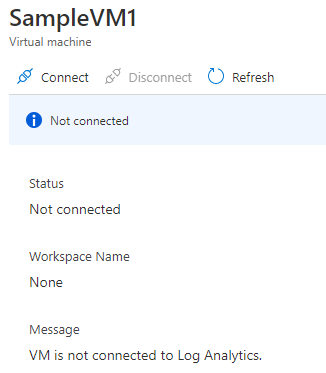 SampleVM1
Virtual machine
Connect Disconnect Refresh
Not connected
Status
Not connected
Workspace Name
None
Message
VM is not connected to Log Analytics.